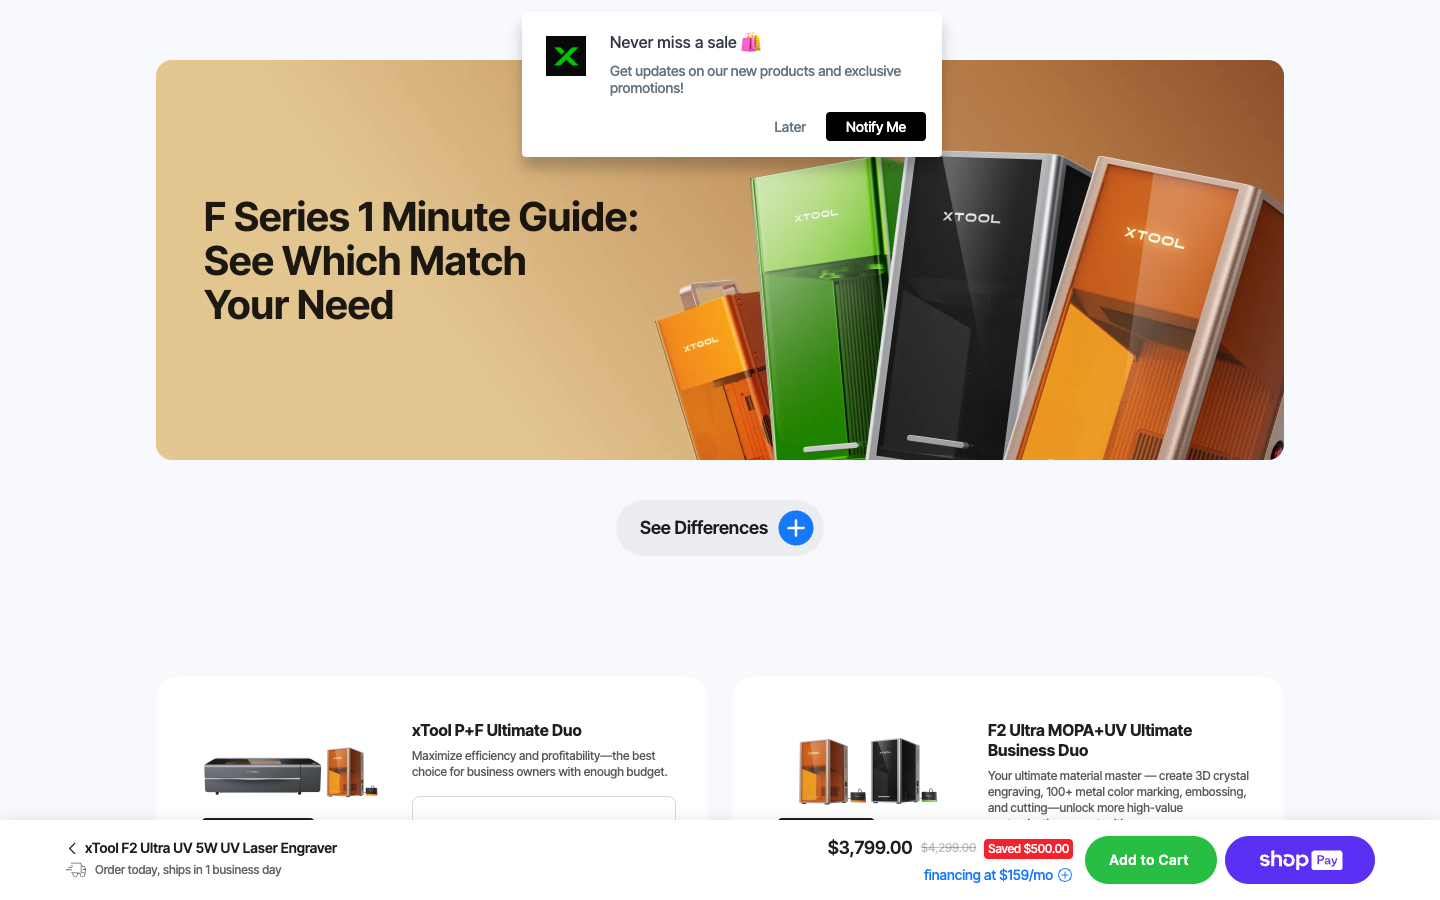 Never miss a sale 🛍️
Get updates on our new products and exclusive
promotions!
Later
Notify Me
F Series 1 Minute Guide:
See Which Match
Your Need
XTOOL
XTOOL
XTOOL
XTOOL
See Differences
xTool P+F Ultimate Duo
Maximize efficiency and profitability—the best
choice for business owners with enough budget.
F2 Ultra MOPA+UV Ultimate
Business Duo
Your ultimate material master — create 3D crystal
engraving, 100+ metal color marking, embossing,
and cutting—unlock more high-value
xTool F2 Ultra UV 5W UV Laser Engraver
Order today, ships in 1 business day
$3,799.00
$4,299.00
Saved $500.00
financing at $159/mo
Add to Cart
shop Pay